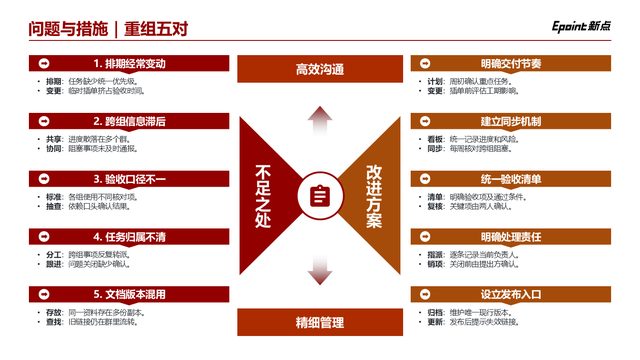 问题与措施｜重组五对
Epoint新点
1. 排期经常变动
• 排期：任务缺少统一优先级。
• 变更：临时插单挤占验收时间。
2. 跨组信息滞后
• 共享：进度散落在多个群。
• 协同：阻塞事项未及时通报。
3. 验收口径不一
• 标准：各组使用不同核对项。
• 抽查：依赖口头确认结果。
4. 任务归属不清
• 分工：跨组事项反复转派。
• 跟进：问题关闭缺少确认。
5. 文档版本混用
• 存放：同一资料存在多份副本。
• 查找：旧链接仍在群里流转。
高效沟通
不足之处
改进方案
精细管理
明确交付节奏
• 计划：周初确认重点任务。
• 变更：插单前评估工期影响。
建立同步机制
• 看板：统一记录进度和风险。
• 同步：每周核对跨组阻塞。
统一验收清单
• 清单：明确验收项及通过条件。
• 复核：关键项由两人确认。
明确处理责任
• 指派：逐条记录当前负责人。
• 销项：关闭前由提出方确认。
设立发布入口
• 归档：维护唯一现行版本。
• 更新：发布后提示失效链接。